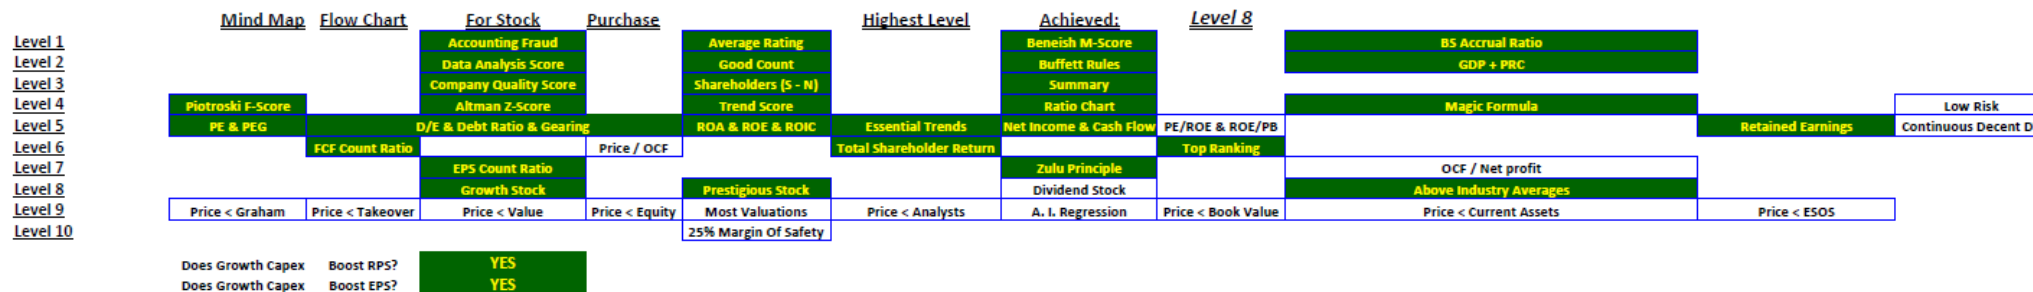 Mind Map Flow Chart For Stock Purchase Highest Level Achieved: Level 8
Level 1 Accounting Fraud Average Rating Beneish M-Score BS Accrual Ratio
Level 2 Data Analysis Score Good Count Buffett Rules GDP + PRC
Level 3 Company Quality Score Shareholders (S - N) Summary
Level 4 Piotroski F-Score Altman Z-Score Trend Score Ratio Chart Magic Formula Low Risk
Level 5 PE & PEG D/E & Debt Ratio & Gearing ROA & ROE & ROIC Essential Trends Net Income & Cash Flow PE/ROE & ROE/PB Retained Earnings Continuous Decent D
Level 6 FCF Count Ratio Price / OCF Total Shareholder Return Top Ranking
Level 7 EPS Count Ratio Zulu Principle OCF / Net profit
Level 8 Growth Stock Prestigious Stock Dividend Stock Above Industry Averages
Level 9 Price < Graham Price < Takeover Price < Value Price < Equity Most Valuations Price < Analysts A. I. Regression Price < Book Value Price < Current Assets Price < ESOS
Level 10 25% Margin Of Safety
Does Growth Capex Boost RPS? YES
Does Growth Capex Boost EPS? YES